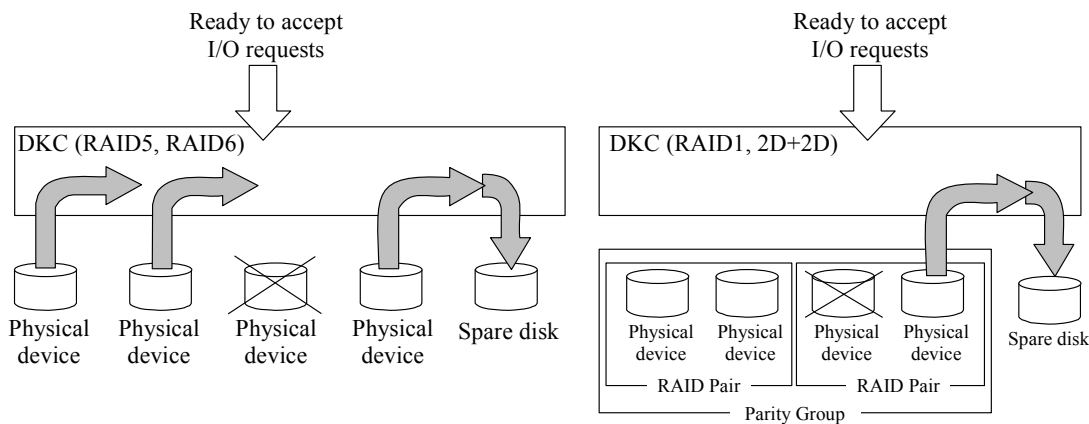 Ready to accept
I/O requests
DKC (RAID5, RAID6)
Physical
device
Physical
device
Physical
device
Physical
device
Spare disk
Ready to accept
I/O requests
DKC (RAID1, 2D+2D)
Physical
device
Physical
device
Physical
device
Physical
device
Spare disk
RAID Pair
RAID Pair
Parity Group